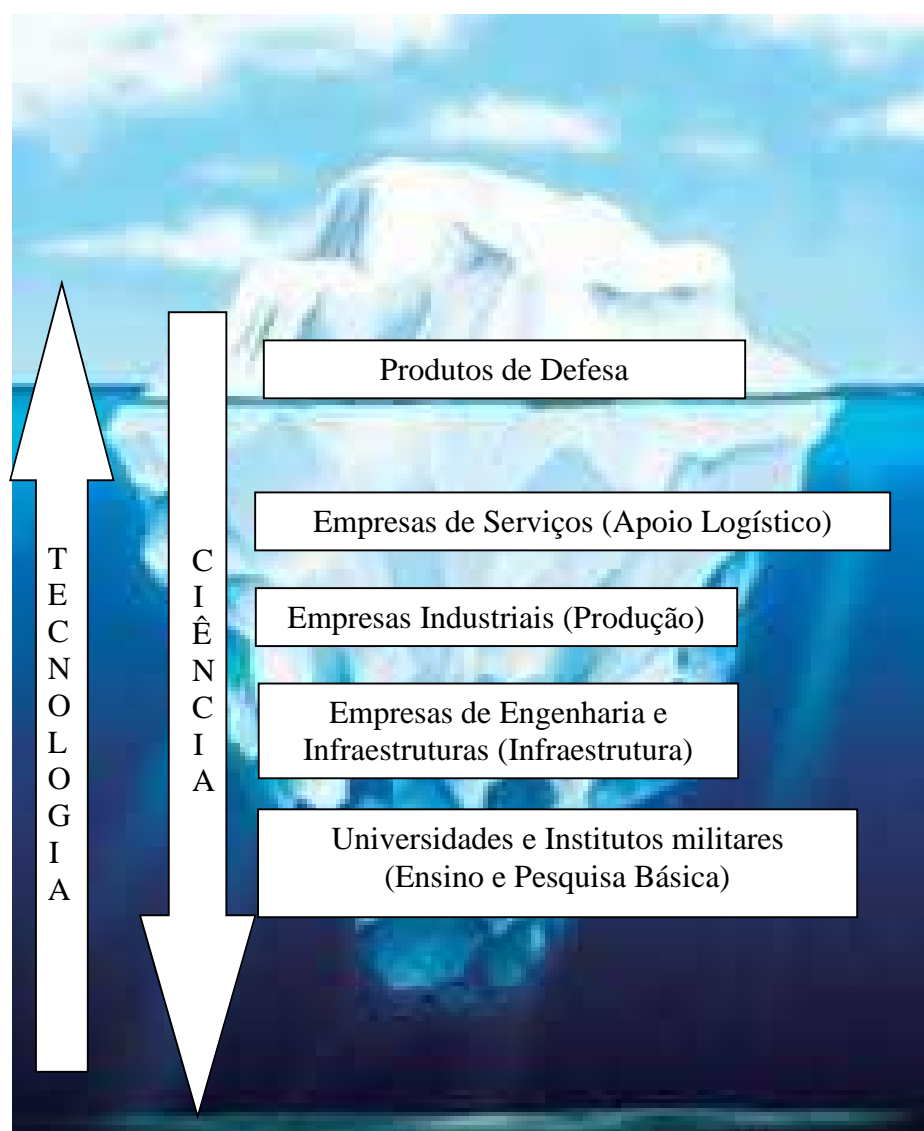 Produtos de Defesa
Empresas de Serviços (Apoio Logístico)
Empresas Industriais (Produção)
Empresas de Engenharia e
Infraestruturas (Infraestrutura)
Universidades e Institutos militares
(Ensino e Pesquisa Básica)
TECNOLOGIA
CIÊNCIA